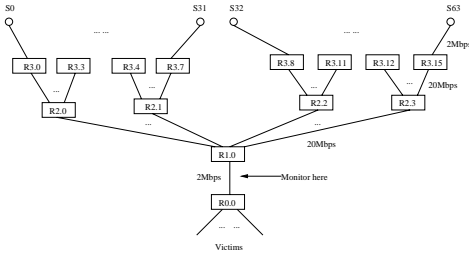 S0 S31 S32 S63
... ... ... ...
2Mbps
R3.0 R3.3 R3.4 R3.7 R3.8 R3.11 R3.12 R3.15
... ... ... ... 20Mbps
R2.0 R2.1 R2.2 R2.3
... ... ...
20Mbps
R1.0
2Mbps Monitor here
R0.0
... ...
Victims